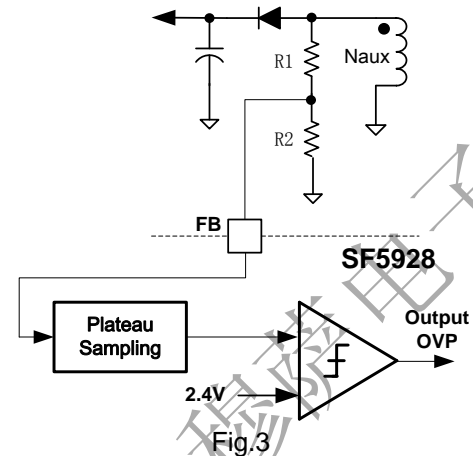 R1
Naux
R2
FB
SF5928
Plateau
Sampling
Output
OVP
2.4V
Fig.3